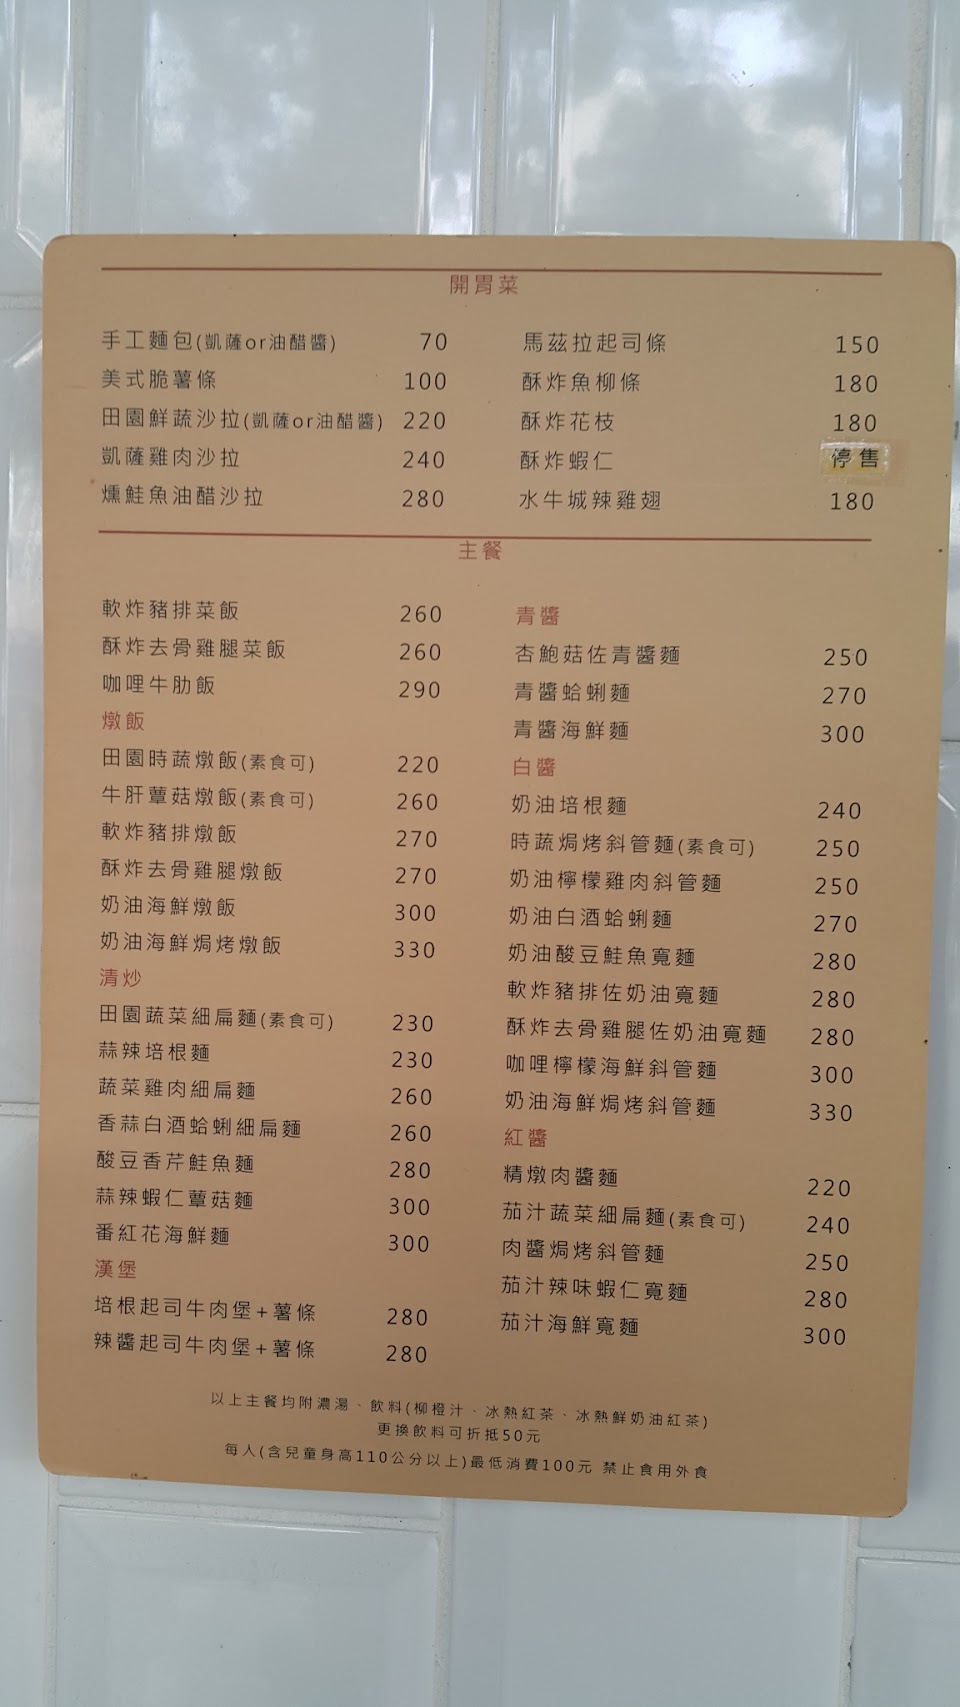 開胃菜
手工麵包(凱薩or油醋醬) 70
美式脆薯條 100
田園鮮蔬沙拉(凱薩or油醋醬) 220
凱薩雞肉沙拉 240
燻鮭魚油醋沙拉 280
馬茲拉起司條 150
酥炸魚柳條 180
酥炸花枝 180
酥炸蝦仁 停售
水牛城辣雞翅 180
主餐
軟炸豬排菜飯 260
酥炸去骨雞腿菜飯 260
咖哩牛肋飯 290
燉飯
田園時蔬燉飯(素食可) 220
牛肝蕈菇燉飯(素食可) 260
軟炸豬排燉飯 270
酥炸去骨雞腿燉飯 270
奶油海鮮燉飯 300
奶油海鮮焗烤燉飯 330
清炒
田園蔬菜細扁麵(素食可) 230
蒜辣培根麵 230
蔬菜雞肉細扁麵 260
香蒜白酒蛤蜊細扁麵 260
酸豆香芹鮭魚麵 280
蒜辣蝦仁蕈菇麵 300
番紅花海鮮麵 300
漢堡
培根起司牛肉堡+薯條 280
辣醬起司牛肉堡+薯條 280
青醬
杏鮑菇佐青醬麵 250
青醬蛤蜊麵 270
青醬海鮮麵 300
白醬
奶油培根麵 240
時蔬焗烤斜管麵(素食可) 250
奶油檸檬雞肉斜管麵 250
奶油白酒蛤蜊麵 270
奶油酸豆鮭魚寬麵 280
軟炸豬排佐奶油寬麵 280
酥炸去骨雞腿佐奶油寬麵 280
咖哩檸檬海鮮斜管麵 300
奶油海鮮焗烤斜管麵 330
紅醬
精燉肉醬麵 220
茄汁蔬菜細扁麵(素食可) 240
肉醬焗烤斜管麵 250
茄汁辣味蝦仁寬麵 280
茄汁海鮮寬麵 300
以上主餐均附濃湯、飲料(柳橙汁、冰熱紅茶、冰熱鮮奶油紅茶)
更換飲料可折抵50元
每人(含兒童身高110公分以上)最低消費100元 禁止食用外食